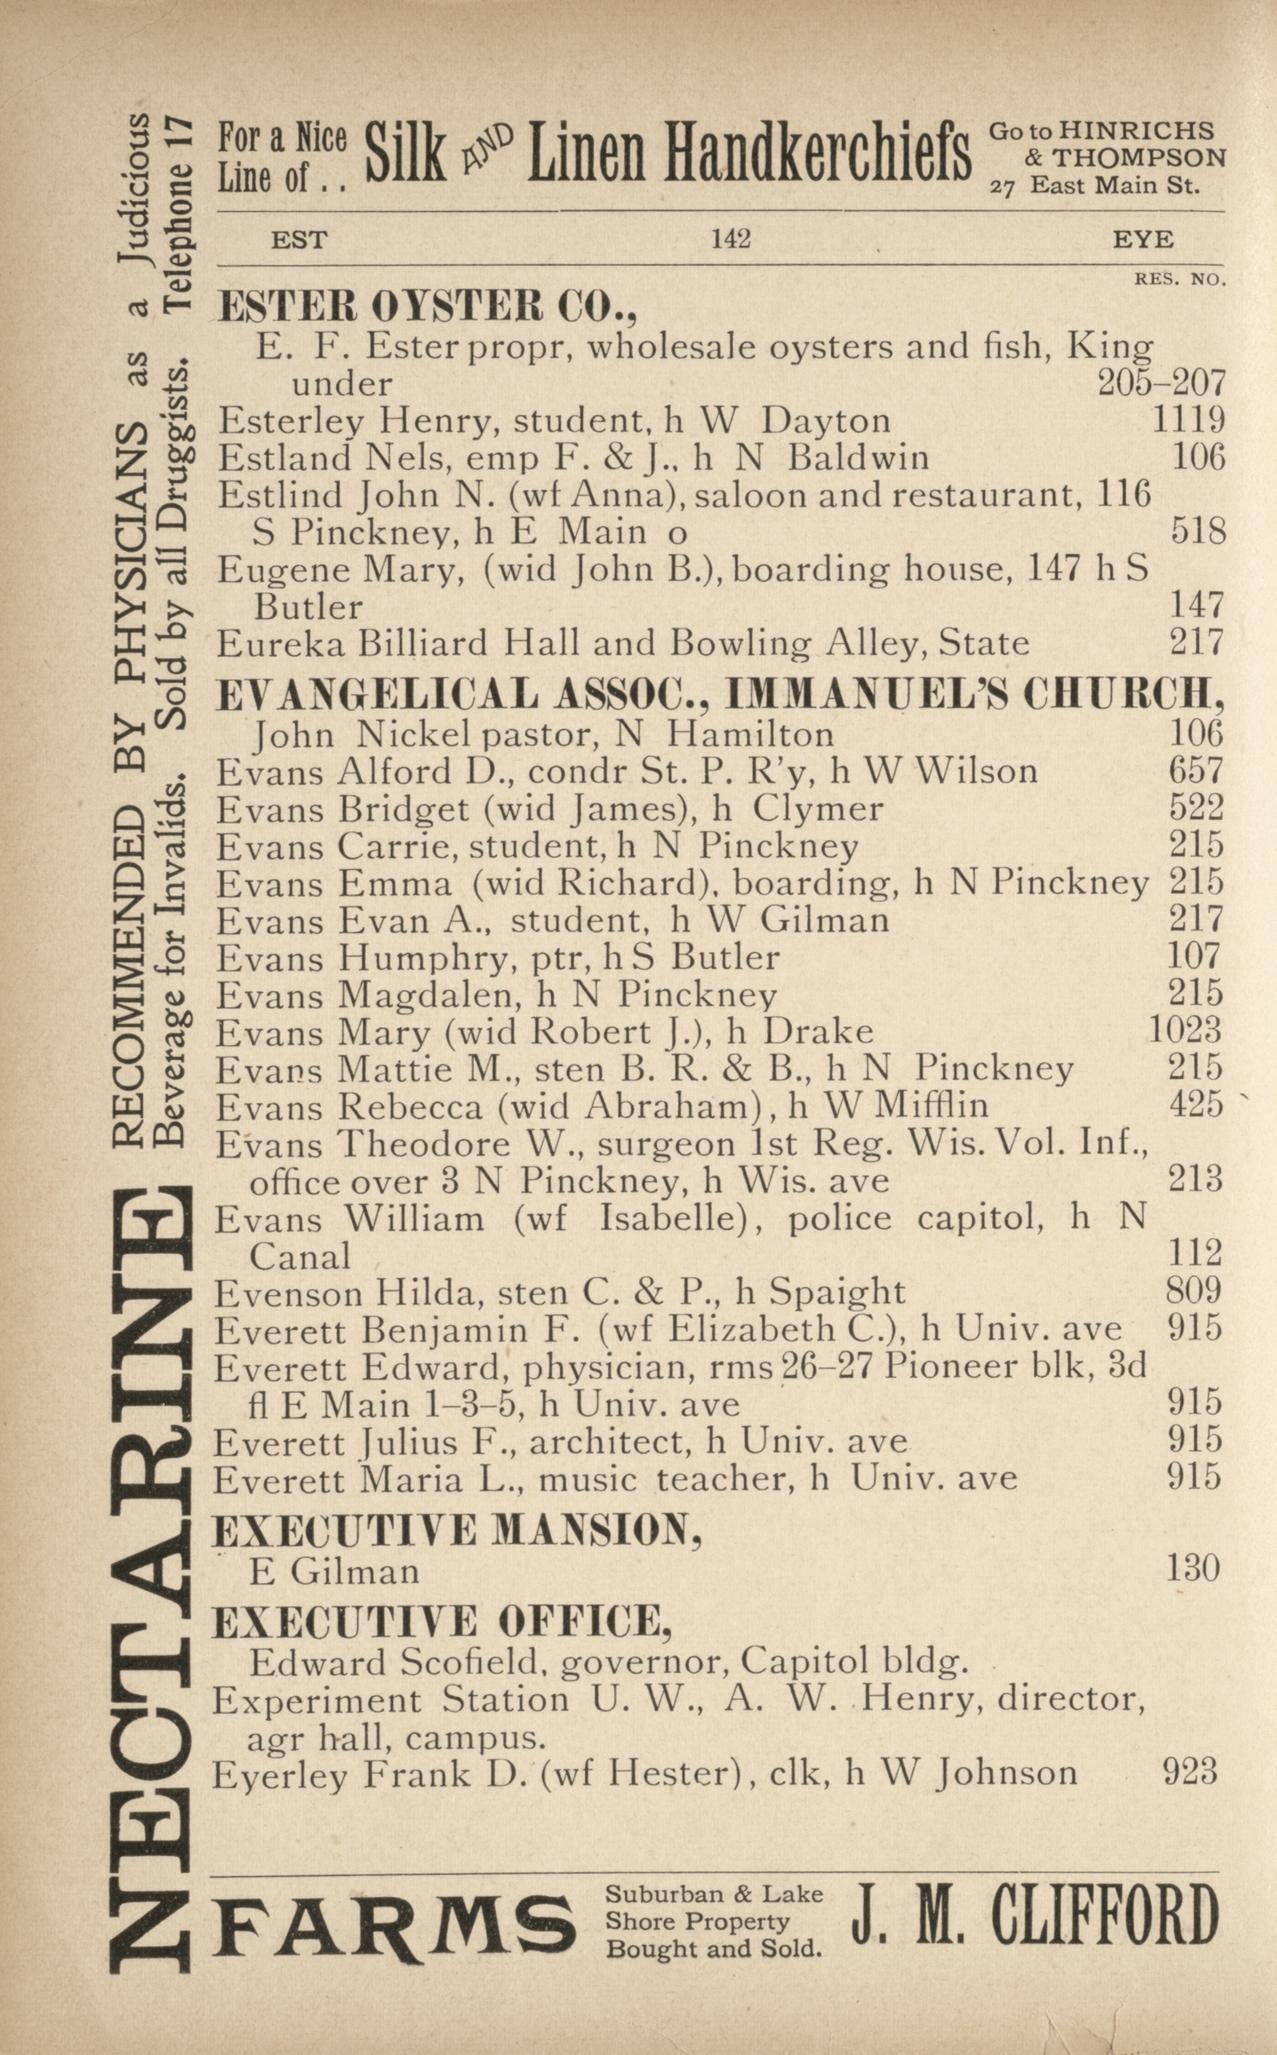 For a Nice
Line of . .
Silk AND Linen Handkerchiefs
Go to HINRICHS
& THOMPSON
27 East Main St.
EST 142 EYE
RES. NO.
ESTER OYSTER CO.,
E. F. Ester propr, wholesale oysters and fish, King
under 205–207
Esterley Henry, student, h W Dayton 1119
Estland Nels, emp F. & J., h N Baldwin 106
Estlind John N. (wf Anna), saloon and restaurant, 116
S Pinckney, h E Main o 518
Eugene Mary, (wid John B.), boarding house, 147 h S
Butler 147
Eureka Billiard Hall and Bowling Alley, State 217
EVANGELICAL ASSOC., IMMANUEL'S CHURCH,
John Nickel pastor, N Hamilton 106
Evans Alford D., condr St. P. R'y, h W Wilson 657
Evans Bridget (wid James), h Clymer 522
Evans Carrie, student, h N Pinckney 215
Evans Emma (wid Richard), boarding, h N Pinckney 215
Evans Evan A., student, h W Gilman 217
Evans Humphry, ptr, h S Butler 107
Evans Magdalen, h N Pinckney 215
Evans Mary (wid Robert J.), h Drake 1023
Evans Mattie M., sten B. R. & B., h N Pinckney 215
Evans Rebecca (wid Abraham), h W Mifflin 425
Evans Theodore W., surgeon 1st Reg. Wis. Vol. Inf.,
office over 3 N Pinckney, h Wis. ave 213
Evans William (wf Isabelle), police capitol, h N
Canal 112
Evenson Hilda, sten C. & P., h Spaight 809
Everett Benjamin F. (wf Elizabeth C.), h Univ. ave 915
Everett Edward, physician, rms 26–27 Pioneer blk, 3d
fl E Main 1–3–5, h Univ. ave 915
Everett Julius F., architect, h Univ. ave 915
Everett Maria L., music teacher, h Univ. ave 915
EXECUTIVE MANSION,
E Gilman 130
EXECUTIVE OFFICE,
Edward Scofield, governor, Capitol bldg.
Experiment Station U. W., A. W. Henry, director,
agr hall, campus.
Eyerley Frank D. (wf Hester), clk, h W Johnson 923
FARMS
Suburban & Lake
Shore Property
Bought and Sold.
J. M. CLIFFORD
NECTARINE
RECOMMENDED BY PHYSICIANS as a Judicious
Beverage for Invalids. Sold by all Druggists. Telephone 17